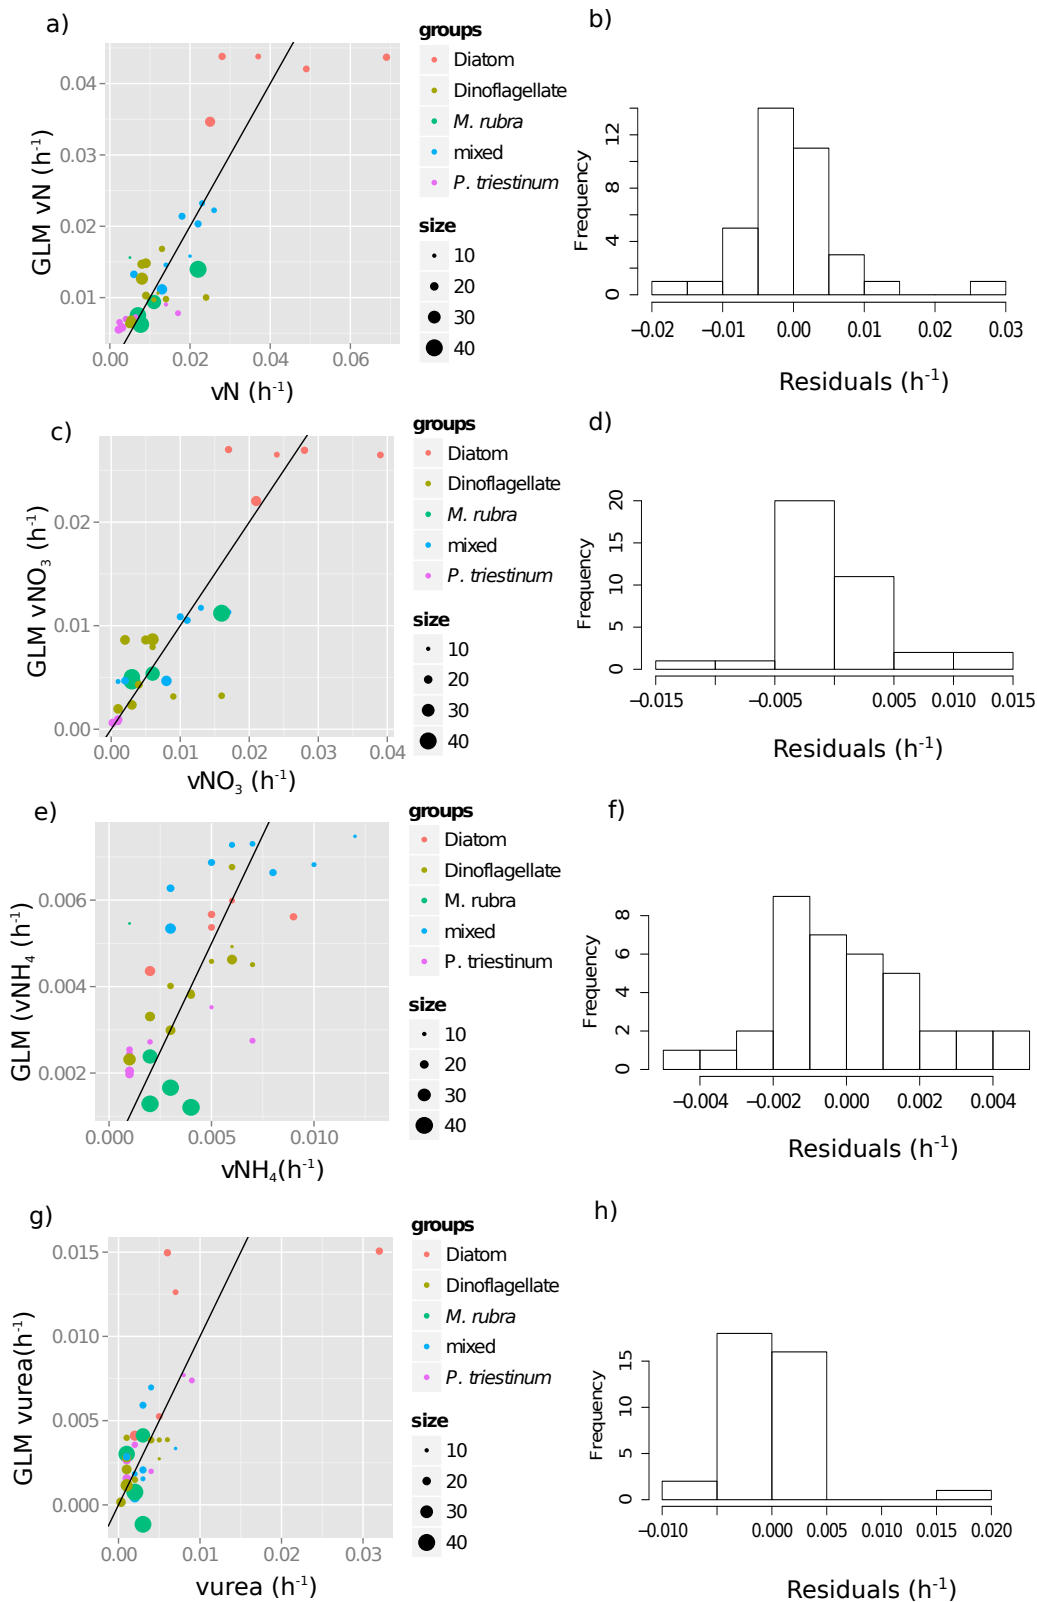 a)
groups
Diatom
Dinoflagellate
M. rubra
mixed
P. triestinum
size
10
20
30
40
GLM vN (h-1)
0.04
0.03
0.02
0.01
0.00 0.02 0.04 0.06
vN (h-1)
b)
Frequency
12
8
4
0
−0.02 −0.01 0.00 0.01 0.02 0.03
Residuals (h-1)
c)
groups
Diatom
Dinoflagellate
M. rubra
mixed
P. triestinum
size
10
20
30
40
GLM vNO3 (h-1)
0.02
0.01
0.00
0.00 0.01 0.02 0.03 0.04
vNO3 (h-1)
d)
Frequency
20
15
10
5
0
−0.015 −0.005 0.005 0.010 0.015
Residuals (h-1)
e)
groups
Diatom
Dinoflagellate
M. rubra
mixed
P. triestinum
size
10
20
30
40
GLM (vNH4 (h-1)
0.006
0.004
0.002
0.000 0.005 0.010
vNH4(h-1)
f)
Frequency
8
6
4
2
0
−0.004 −0.002 0.000 0.002 0.004
Residuals (h-1)
g)
groups
Diatom
Dinoflagellate
M. rubra
mixed
P. triestinum
size
10
20
30
40
GLM vurea(h-1)
0.015
0.010
0.005
0.000
0.00 0.01 0.02 0.03
vurea (h-1)
h)
Frequency
15
10
5
0
−0.010 0.000 0.005 0.010 0.015 0.020
Residuals (h-1)